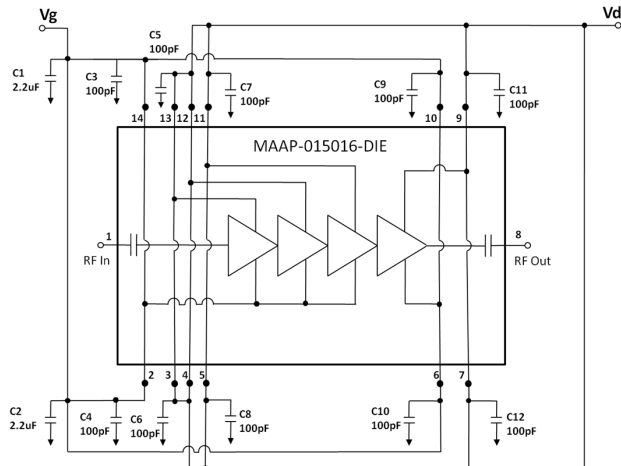 Vg
Vd
C5
100pF
C1
2.2uF
C3
100pF
C7
100pF
C9
100pF
C11
100pF
14
13
12
11
10
9
MAAP-015016-DIE
1
RF In
8
RF Out
2
3
4
5
6
7
C2
2.2uF
C4
100pF
C6
100pF
C8
100pF
C10
100pF
C12
100pF